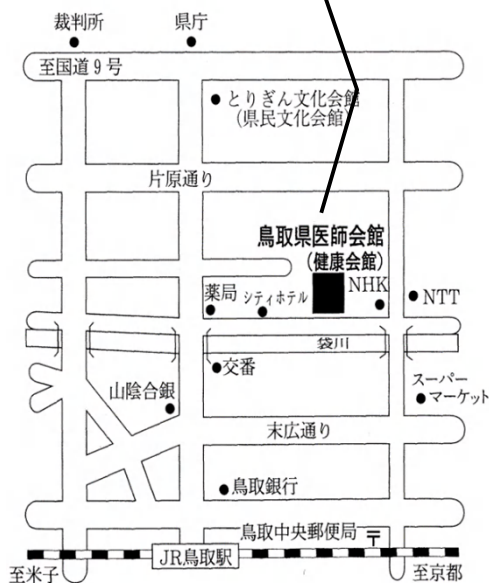 裁判所
県庁
至国道9号
とりぎん文化会館
(県民文化会館)
片原通り
鳥取県医師会館
(健康会館)
薬局
シティホテル
NHK
NTT
袋川
交番
山陰合銀
スーパー
マーケット
末広通り
鳥取銀行
鳥取中央郵便局 〒
JR鳥取駅
至米子
至京都